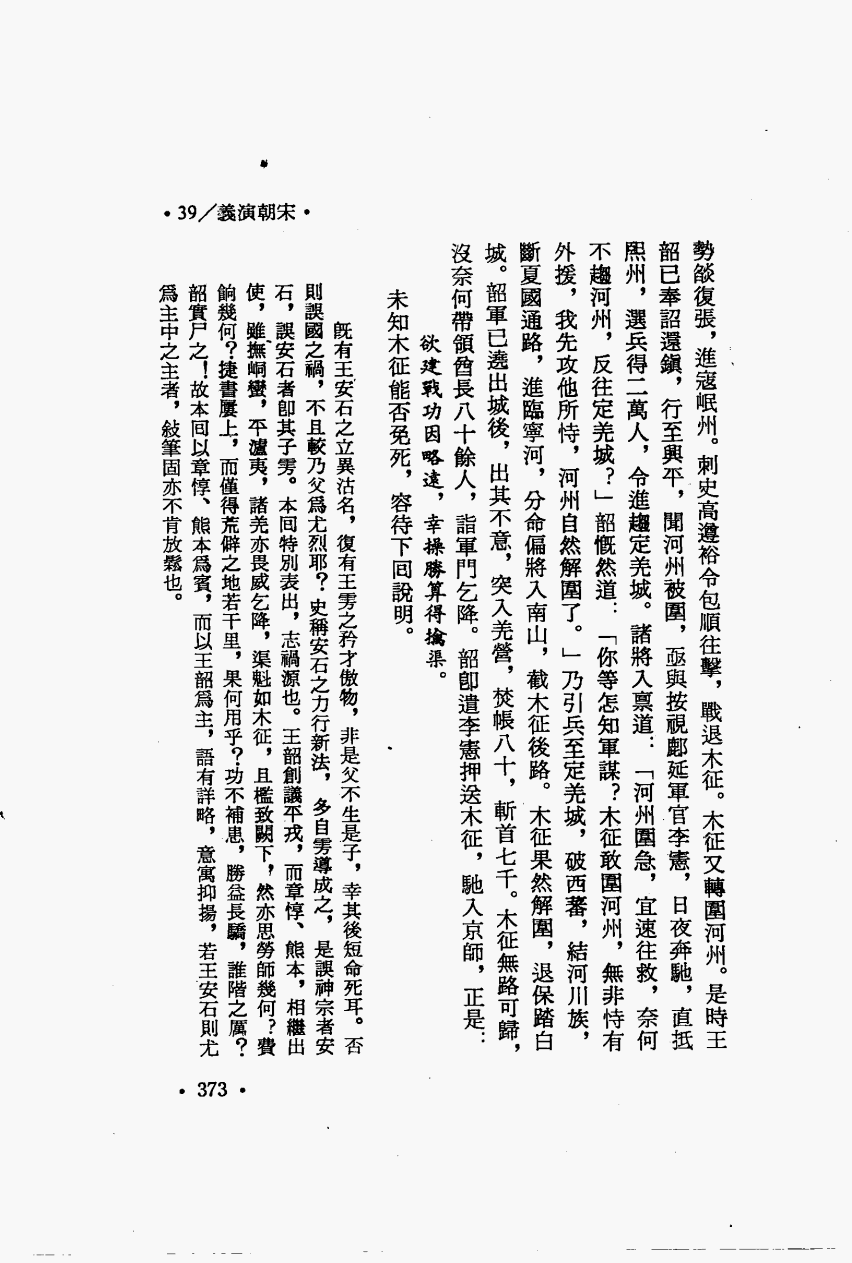 •39／義演朝宋•
勢燄復張，進寇岷州。刺史高遵裕令包順往擊，戰退木征。木征又轉圍河州。是時王
韶已奉詔還鎮，行至興平，聞河州被圍，亟與按視鄜延軍官李憲，日夜奔馳，直抵
熙州，選兵得二萬人，令進趨定羌城。諸將入稟道：「河州圍急，宜速往救，奈何
不趨河州，反往定羌城？」韶慨然道：「你等怎知軍謀？木征敢圍河州，無非恃有
外援，我先攻他所恃，河州自然解圍了。」乃引兵至定羌城，破西蕃，結河川族，
斷夏國通路，進臨寧河，分命偏將入南山，截木征後路。木征果然解圍，退保踏白
城。韶軍已遶出城後，出其不意，突入羌營，焚帳八十，斬首七千。木征無路可歸，
沒奈何帶領酋長八十餘人，詣軍門乞降。韶卽遣李憲押送木征，馳入京師，正是：
欲建戰功因略遠，幸操勝算得擒渠。
未知木征能否免死，容待下回說明。
旣有王安石之立異沽名，復有王雱之矜才傲物，非是父不生是子，幸其後短命死耳。否
則誤國之禍，不且較乃父爲尤烈耶？史稱安石之力行新法，多自雱導成之，是誤神宗者安
石，誤安石者卽其子雱。本回特別表出，志禍源也。王韶創議平戎，而章惇、熊本，相繼出
使，雖撫峒蠻，平瀘夷，諸羌亦畏威乞降，渠魁如木征，且檻致闕下，然亦思勞師幾何？費
餉幾何？捷書屢上，而僅得荒僻之地若干里，果何用乎？功不補患，勝益長驕，誰階之厲？
韶實尸之！故本回以章惇、熊本爲賓，而以王韶爲主，語有詳略，意寓抑揚，若王安石則尤
爲主中之主者，敍筆固亦不肯放鬆也。
•373•